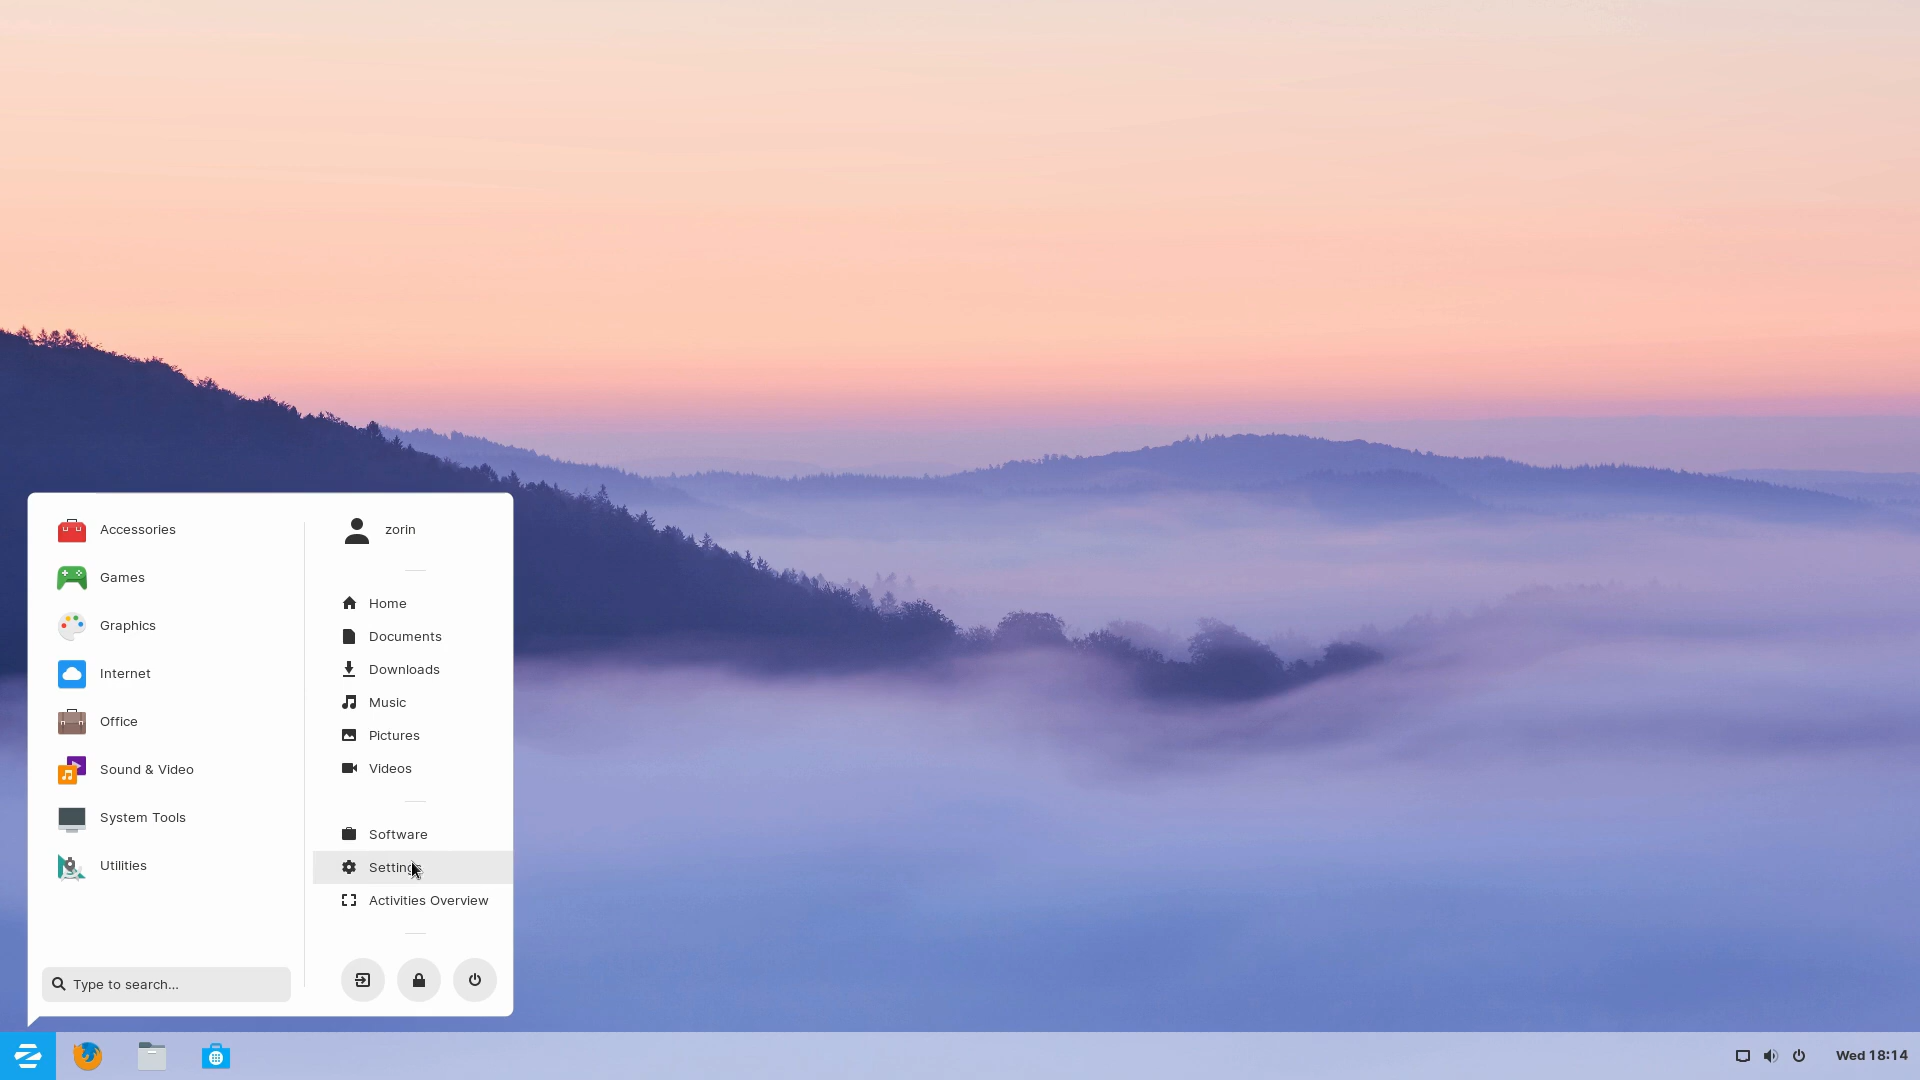 Accessories
Games
Graphics
Internet
Office
Sound & Video
System Tools
Utilities
Type to search...
zorin
Home
Documents
Downloads
Music
Pictures
Videos
Software
Settings
Activities Overview
Wed 18:14